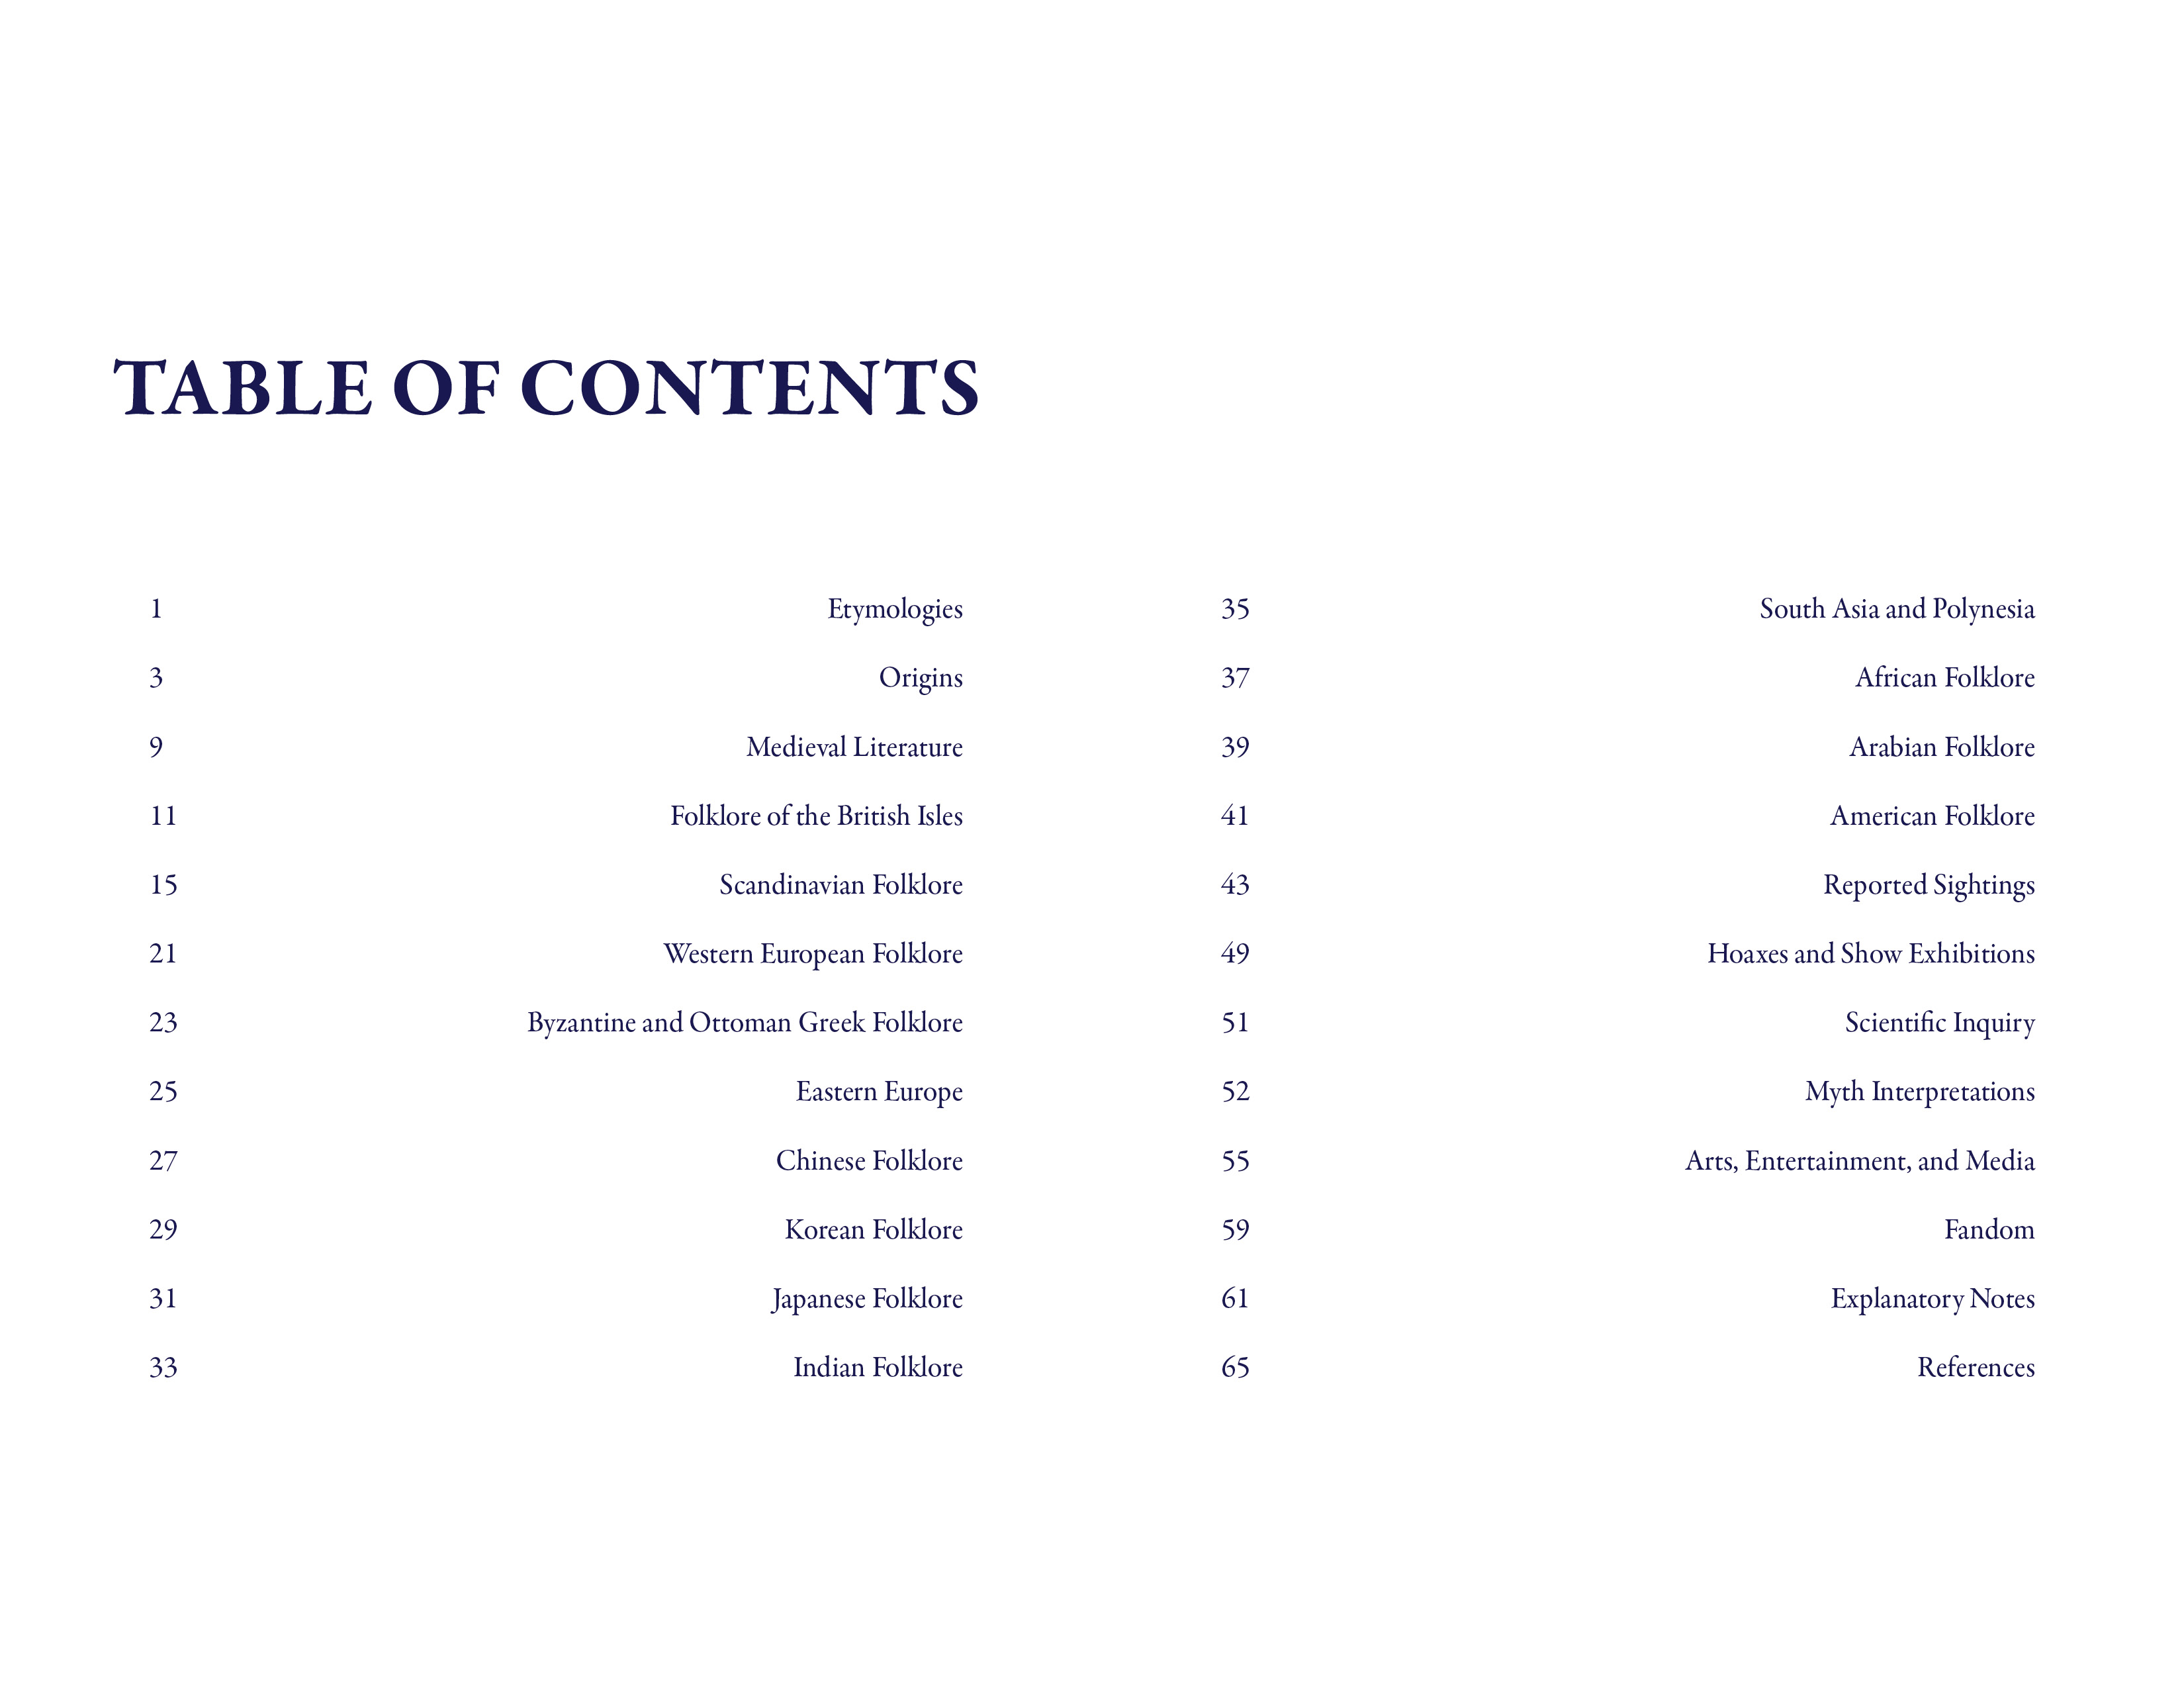 TABLE OF CONTENTS
1 Etymologies
3 Origins
9 Medieval Literature
11 Folklore of the British Isles
15 Scandinavian Folklore
21 Western European Folklore
23 Byzantine and Ottoman Greek Folklore
25 Eastern Europe
27 Chinese Folklore
29 Korean Folklore
31 Japanese Folklore
33 Indian Folklore
35 South Asia and Polynesia
37 African Folklore
39 Arabian Folklore
41 American Folklore
43 Reported Sightings
49 Hoaxes and Show Exhibitions
51 Scientific Inquiry
52 Myth Interpretations
55 Arts, Entertainment, and Media
59 Fandom
61 Explanatory Notes
65 References